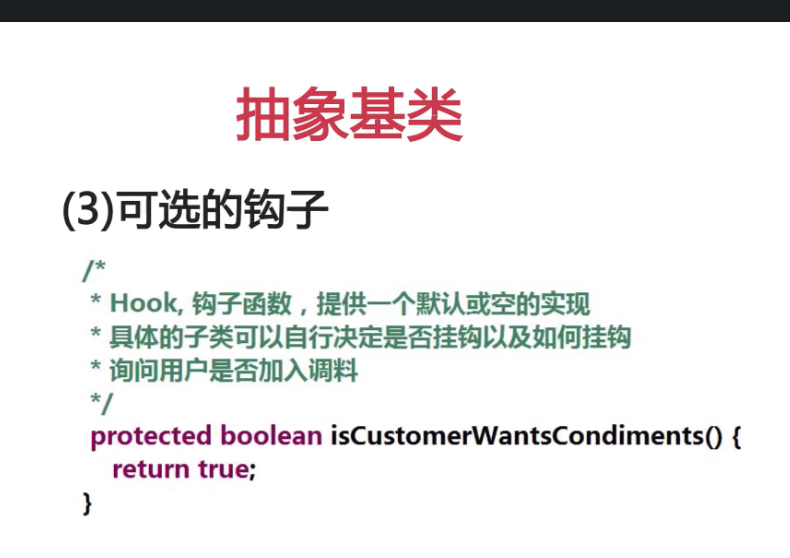 抽象基类
(3)可选的钩子
/*
* Hook, 钩子函数，提供一个默认或空的实现
* 具体的子类可以自行决定是否挂钩以及如何挂钩
* 询问用户是否加入调料
*/
protected boolean isCustomerWantsCondiments() {
return true;
}